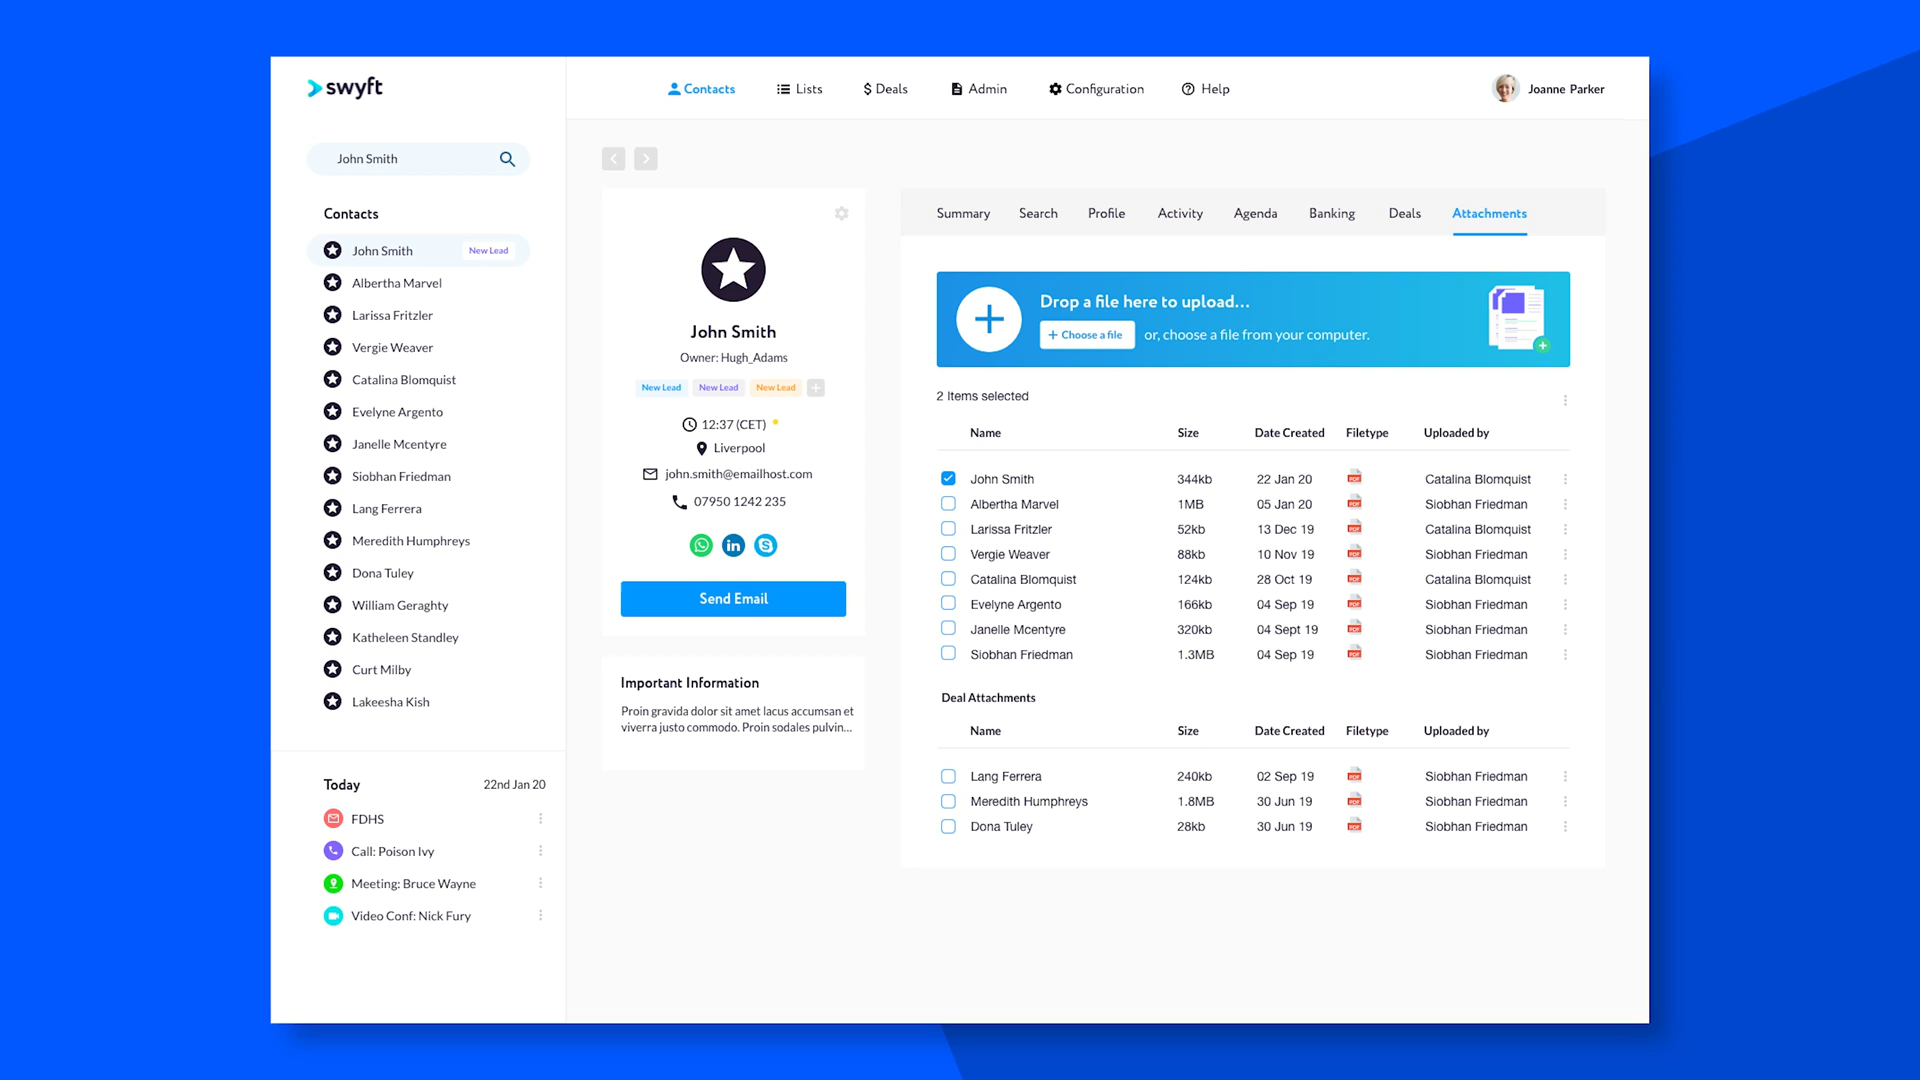 swyft
Contacts
Lists
$ Deals
Admin
Configuration
Help
Joanne Parker
John Smith
Contacts
John Smith New Lead
Albertha Marvel
Larissa Fritzler
Vergie Weaver
Catalina Blomquist
Evelyne Argento
Janelle Mcentyre
Siobhan Friedman
Lang Ferrera
Meredith Humphreys
Dona Tuley
William Geraghty
Katheleen Standley
Curt Milby
Lakeesha Kish
Today 22nd Jan 20
FDHS
Call: Poison Ivy
Meeting: Bruce Wayne
Video Conf: Nick Fury
John Smith
Owner: Hugh_Adams
New Lead New Lead New Lead +
12:37 (CET)
Liverpool
john.smith@emailhost.com
07950 1242 235
in S
Send Email
Important Information
Proin gravida dolor sit amet lacus accumsan et
viverra justo commodo. Proin sodales pulvin...
Summary Search Profile Activity Agenda Banking Deals Attachments
Drop a file here to upload...
+ Choose a file or, choose a file from your computer.
2 Items selected
Name Size Date Created Filetype Uploaded by
John Smith 344kb 22 Jan 20 PDF Catalina Blomquist
Albertha Marvel 1MB 05 Jan 20 PDF Siobhan Friedman
Larissa Fritzler 52kb 13 Dec 19 PDF Catalina Blomquist
Vergie Weaver 88kb 10 Nov 19 PDF Siobhan Friedman
Catalina Blomquist 124kb 28 Oct 19 PDF Catalina Blomquist
Evelyne Argento 166kb 04 Sep 19 PDF Siobhan Friedman
Janelle Mcentyre 320kb 04 Sept 19 PDF Siobhan Friedman
Siobhan Friedman 1.3MB 04 Sep 19 PDF Siobhan Friedman
Deal Attachments
Name Size Date Created Filetype Uploaded by
Lang Ferrera 240kb 02 Sep 19 PDF Siobhan Friedman
Meredith Humphreys 1.8MB 30 Jun 19 PDF Siobhan Friedman
Dona Tuley 28kb 30 Jun 19 PDF Siobhan Friedman